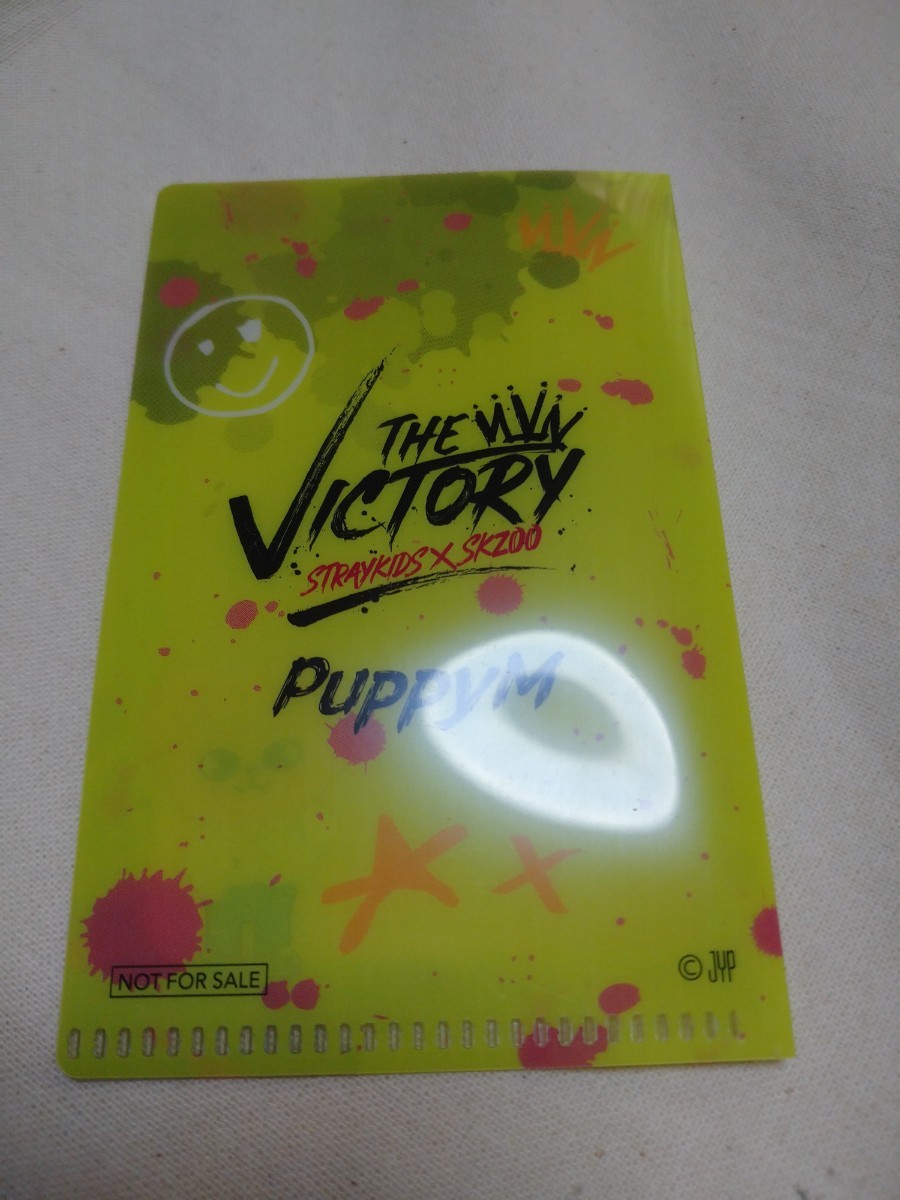 THE
VICTORY
STRAYKIDS X SKZOO
PUPPYM
NOT FOR SALE
© JYP